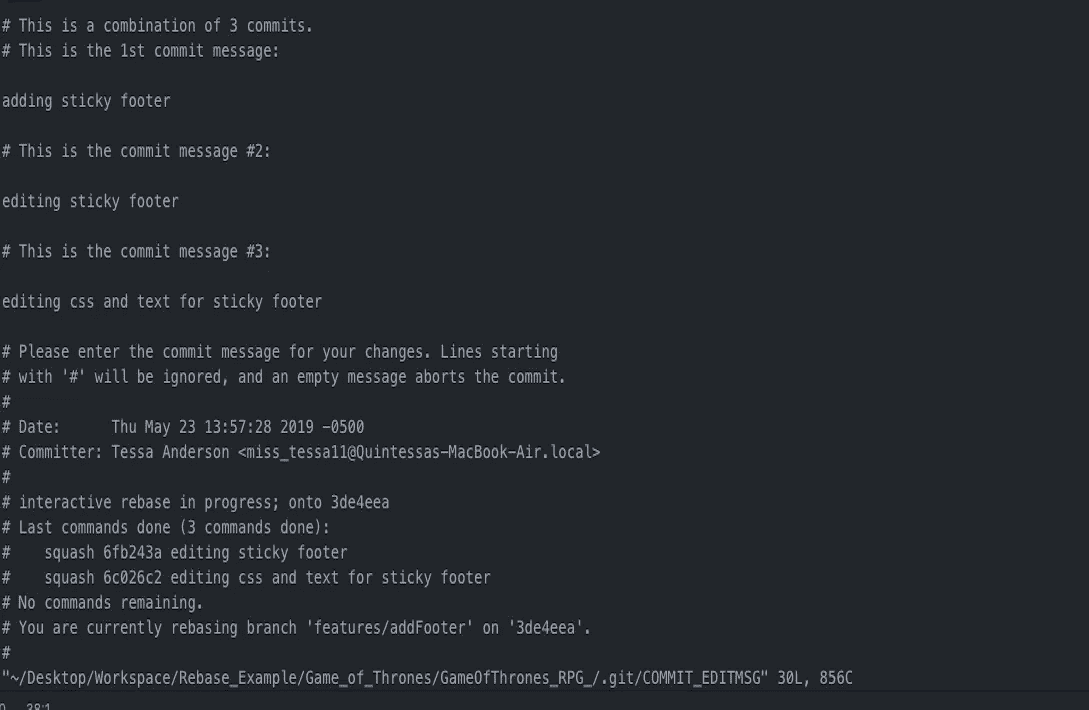 # This is a combination of 3 commits.
# This is the 1st commit message:
adding sticky footer
# This is the commit message #2:
editing sticky footer
# This is the commit message #3:
editing css and text for sticky footer
# Please enter the commit message for your changes. Lines starting
# with '#' will be ignored, and an empty message aborts the commit.
#
# Date:      Thu May 23 13:57:28 2019 -0500
# Committer: Tessa Anderson <miss_tessa11@Quintessas-MacBook-Air.local>
#
# interactive rebase in progress; onto 3de4eea
# Last commands done (3 commands done):
#    squash 6fb243a editing sticky footer
#    squash 6c026c2 editing css and text for sticky footer
# No commands remaining.
# You are currently rebasing branch 'features/addFooter' on '3de4eea'.
#
"~/Desktop/Workspace/Rebase_Example/Game_of_Thrones/GameOfThrones_RPG_/.git/COMMIT_EDITMSG" 30L, 856C